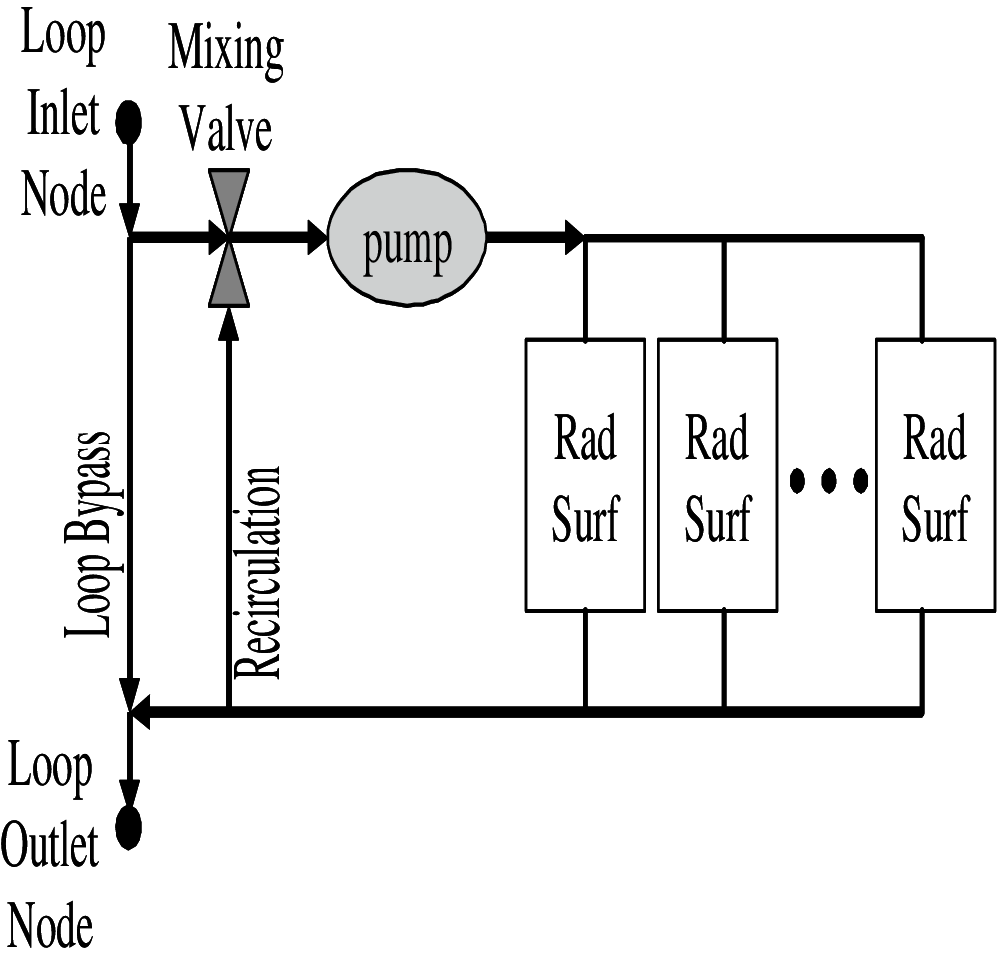 Loop
Inlet
Node
Mixing
Valve
pump
Rad
Surf
Rad
Surf
Rad
Surf
Loop Bypass
Recirculation
Loop
Outlet
Node